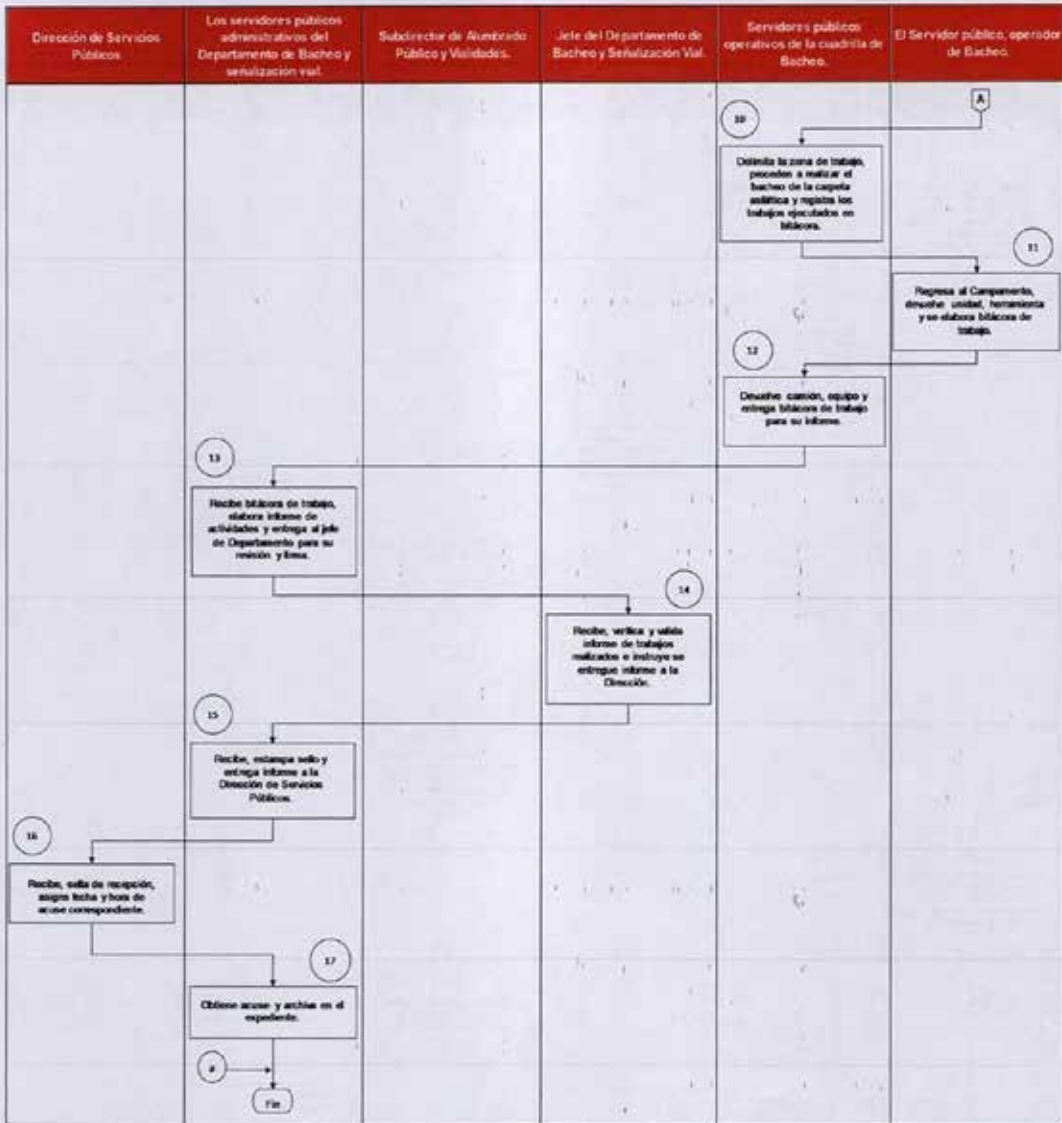 Dirección de Servicios
Públicos
Los servidores públicos
administrativos del
Departamento de Bacheo y
señalización vial.
Subdirector de Alumbrado
Público y Vialidades.
Jefe del Departamento de
Bacheo y Señalización Vial.
Servidores públicos
operativos de la cuadrilla de
Bacheo.
El Servidor público, operador
de Bacheo.
A
10
Delimita la zona de trabajo,
proceden a realizar el
bacheo de la carpeta
asfáltica y registra los
trabajos ejecutados en
bitácora.
11
Regresa al Campamento,
devuelve unidad, herramienta
y se elabora bitácora de
trabajo.
12
Devuelve camión, equipo y
entrega bitácora de trabajo
para su informe.
13
Recibe bitácora de trabajo,
elabora informe de
actividades y entrega al jefe
de Departamento para su
revisión y firma.
14
Recibe, verifica y valida
informe de trabajos
realizados e instruye se
entregue informe a la
Dirección.
15
Recibe, estampa sello y
entrega informe a la
Dirección de Servicios
Públicos.
16
Recibe, sella de recepción,
asigna fecha y hora de
acuse correspondiente.
17
Obtiene acuse y archiva en el
expediente.
Fin